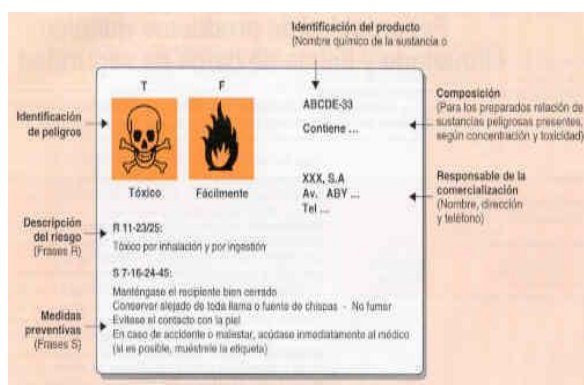 Identificación del producto
(Nombre químico de la sustancia o
T F
Identificación
de peligros
Tóxico Fácilmente
ABCDE-33
Contiene ...
Composición
(Para los preparados relación de
sustancias peligrosas presentes,
según concentración y toxicidad)
XXX, S.A
Av. ABY ...
Tel ...
Responsable de la
comercialización
(Nombre, dirección
y teléfono)
Descripción
del riesgo
(Frases R)
R 11-23/25:
Tóxico por inhalación y por ingestión
S 7-16-24-45:
Manténgase el recipiente bien cerrado
Conservar alejado de toda llama o fuente de chispas - No fumar
Evítese el contacto con la piel
En caso de accidente o malestar, acúdase inmediatamente al médico
(si es posible, muéstrele la etiqueta)
Medidas
preventivas
(Frases S)